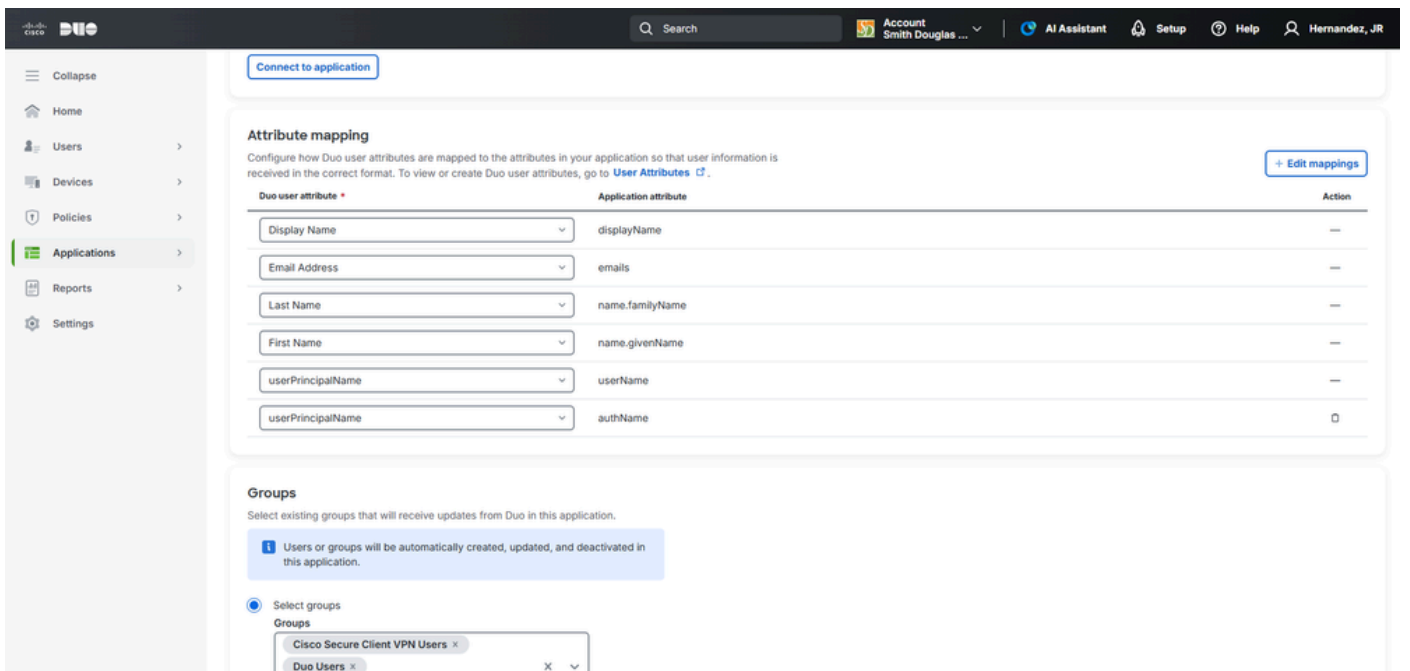 cisco DUO
Search
Account
Smith Douglas ...
AI Assistant
Setup
Help
Hernandez, JR
Collapse
Home
Users
Devices
Policies
Applications
Reports
Settings
Connect to application
Attribute mapping
Configure how Duo user attributes are mapped to the attributes in your application so that user information is
received in the correct format. To view or create Duo user attributes, go to User Attributes .
+ Edit mappings
Duo user attribute * Application attribute Action
Display Name displayName —
Email Address emails —
Last Name name.familyName —
First Name name.givenName —
userPrincipalName userName —
userPrincipalName authName
Groups
Select existing groups that will receive updates from Duo in this application.
Users or groups will be automatically created, updated, and deactivated in
this application.
Select groups
Groups
Cisco Secure Client VPN Users ×
Duo Users ×